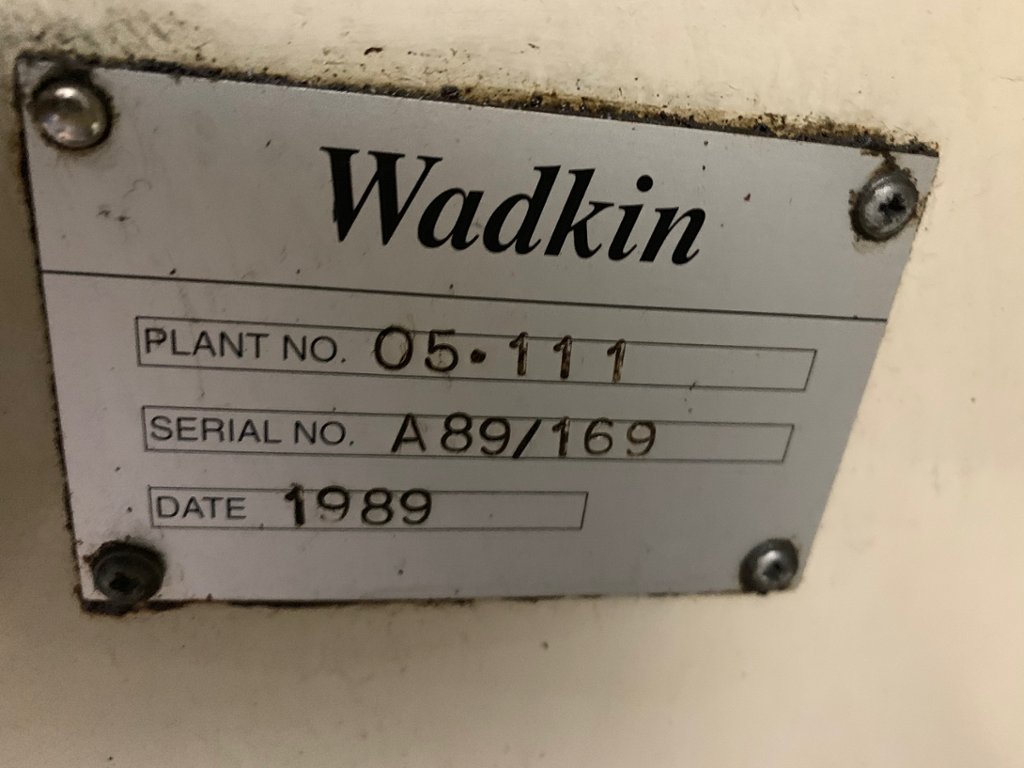 Wadkin
PLANT NO. 05·111
SERIAL NO. A89/169
DATE 1989